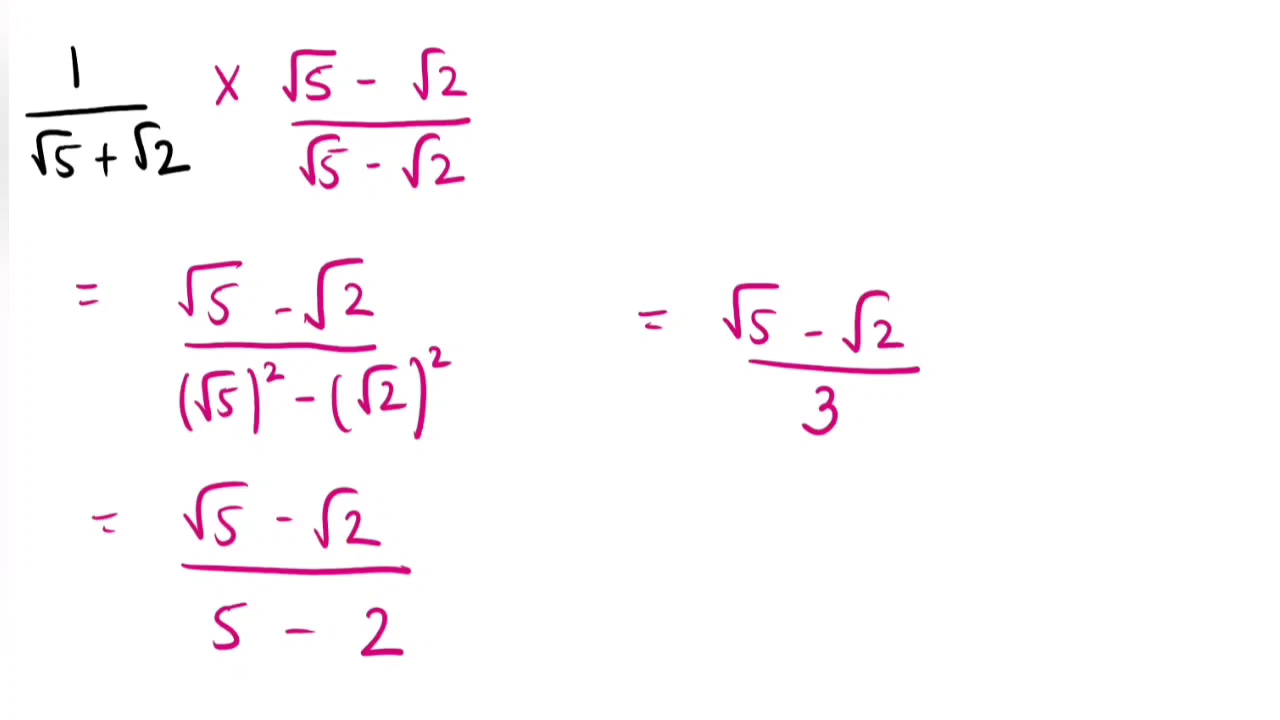 1/(√5 + √2) × (√5 - √2)/(√5 - √2)
= (√5 - √2)/((√5)² - (√2)²)
= (√5 - √2)/(5 - 2)
= (√5 - √2)/3